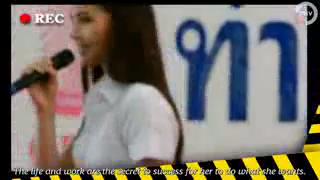 REC
ทำ
The life and work are the secret to success for her to do what she wants.